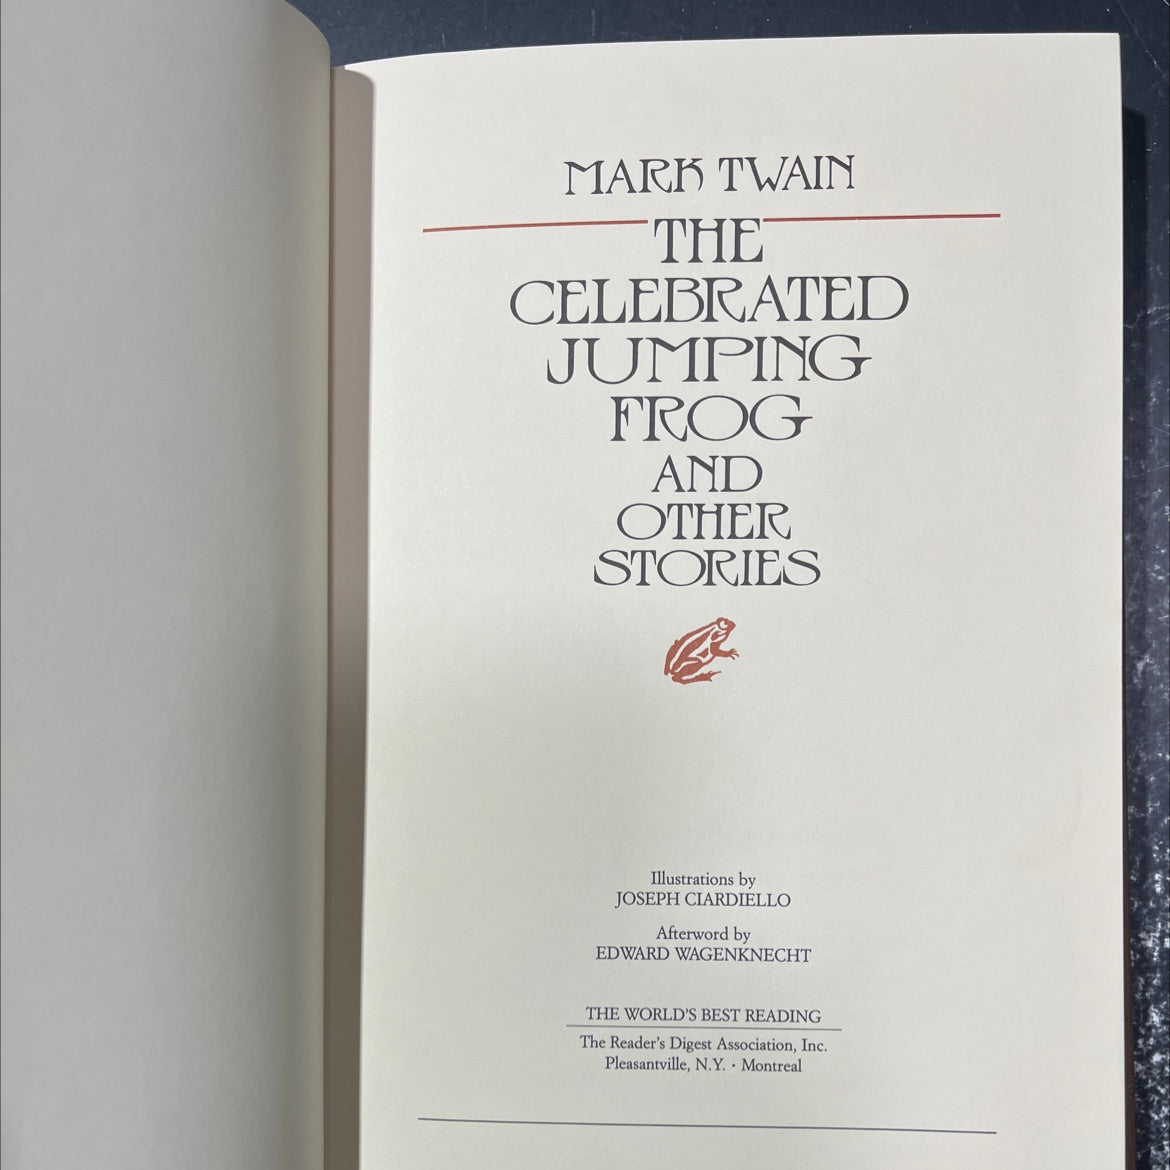 MARK TWAIN
THE
CELEBRATED
JUMPING
FROG
AND
OTHER
STORIES
Illustrations by
JOSEPH CIARDIELLO
Afterword by
EDWARD WAGENKNECHT
THE WORLD'S BEST READING
The Reader's Digest Association, Inc.
Pleasantville, N.Y. • Montreal